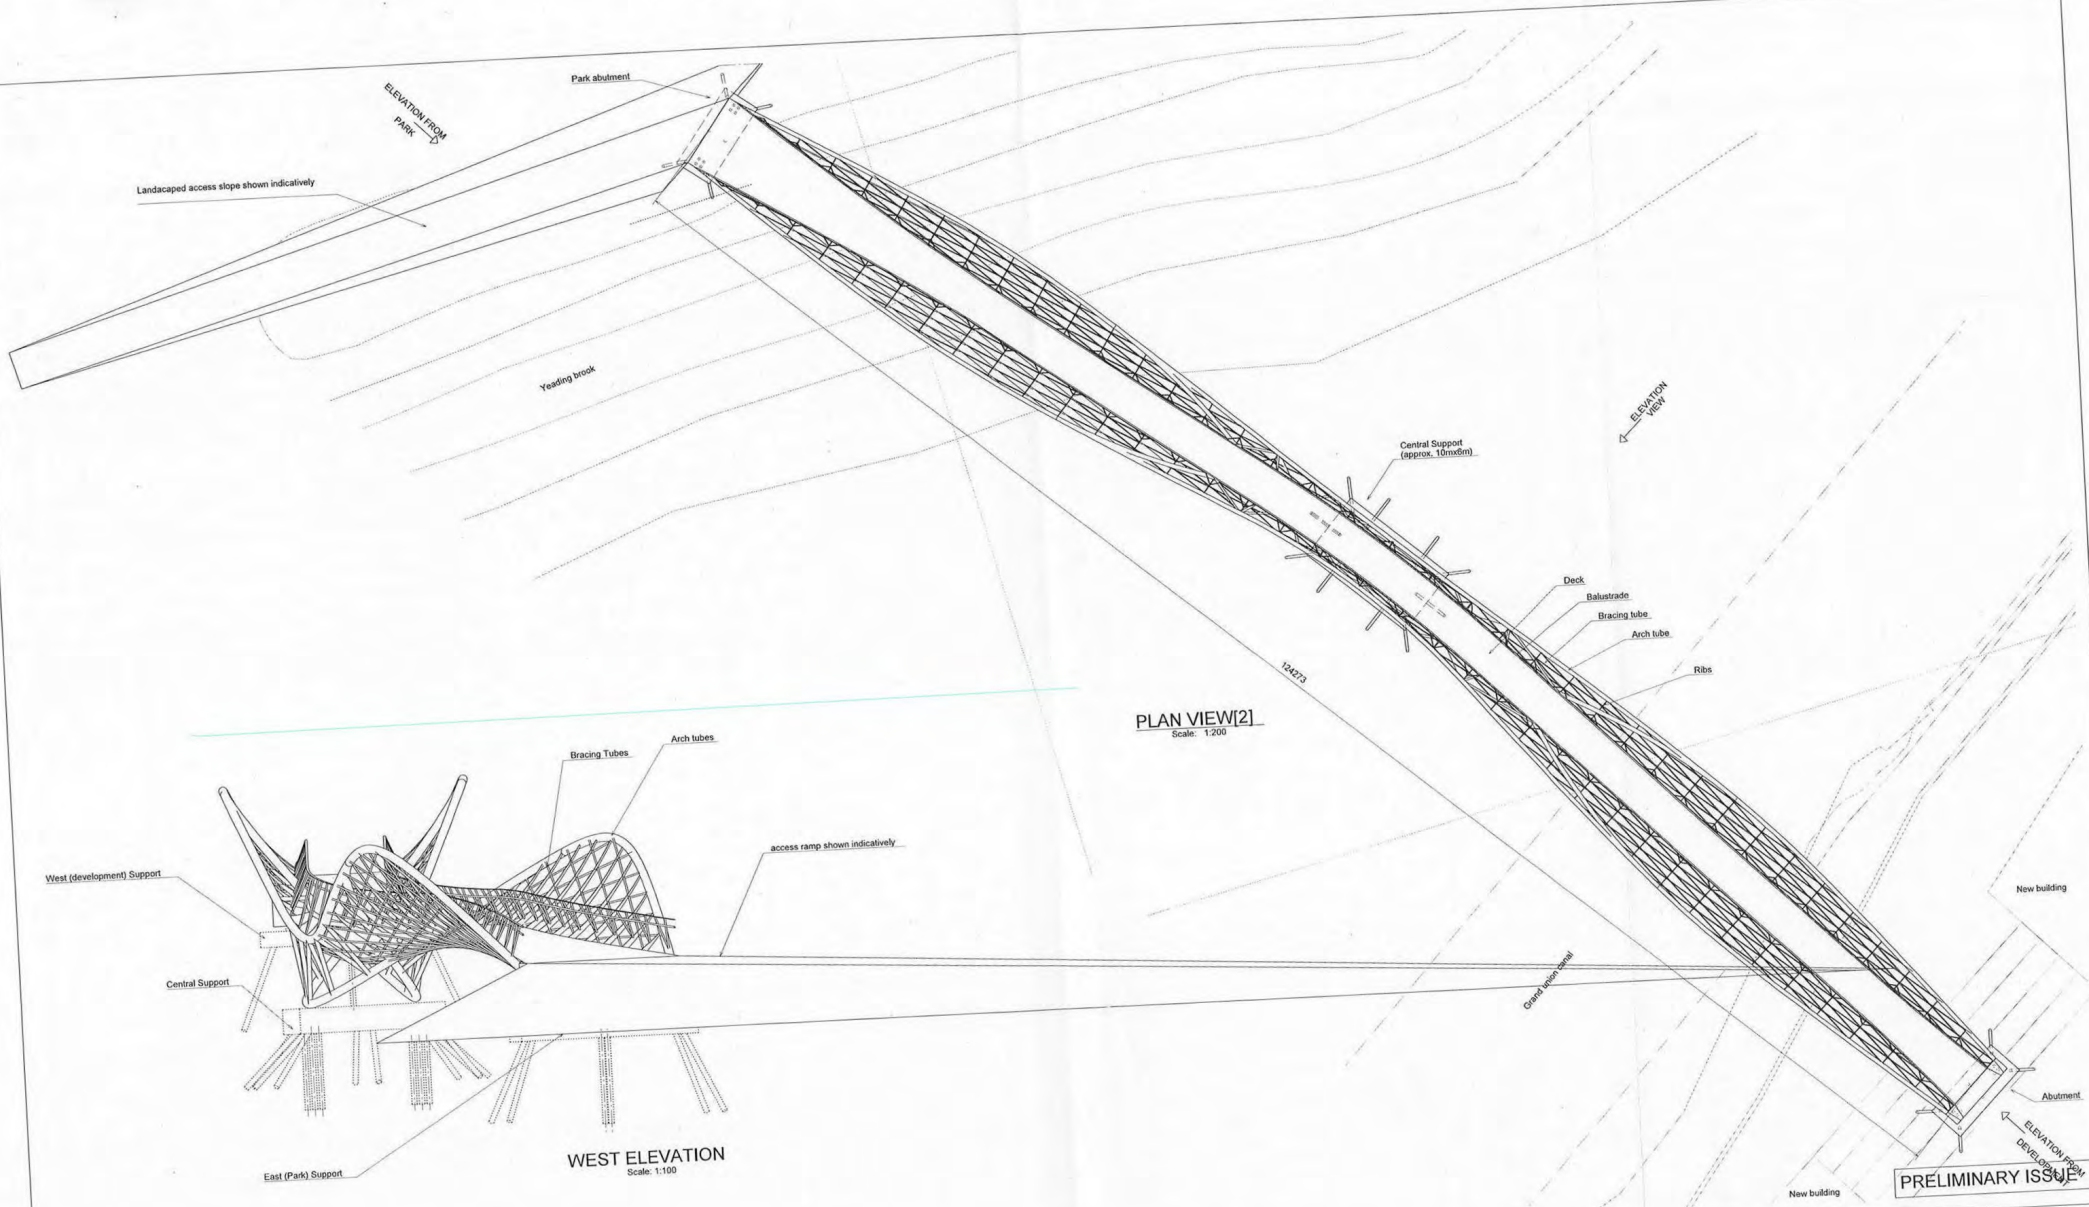 Park abutment
ELEVATION FROM
PARK
Landacaped access slope shown indicatively
Yeading brook
ELEVATION
VIEW
Central Support
(approx. 10mx6m)
Deck
Balustrade
Bracing tube
Arch tube
Ribs
124273
PLAN VIEW[2]
Scale: 1:200
Arch tubes
Bracing Tubes
access ramp shown indicatively
West (development) Support
Central Support
New building
Grand union canal
Abutment
ELEVATION FROM
DEVELOPMENT
WEST ELEVATION
Scale: 1:100
East (Park) Support
PRELIMINARY ISSUE
New building